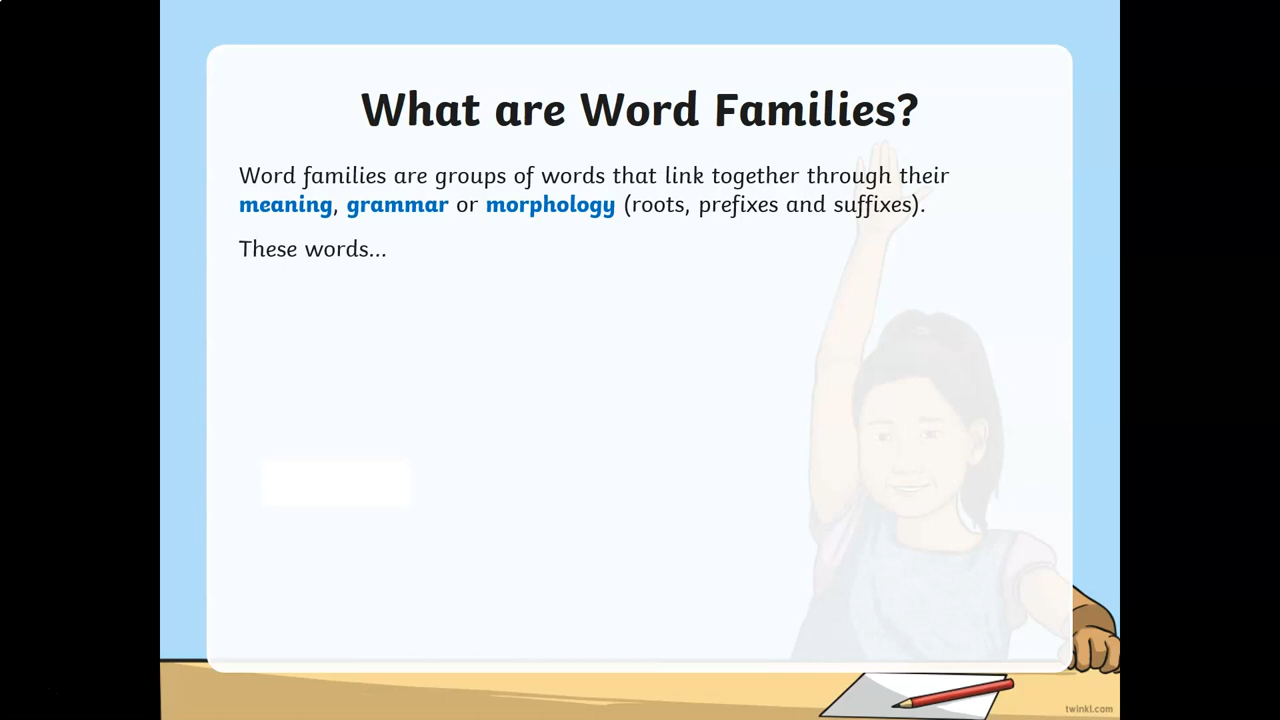 What are Word Families?
Word families are groups of words that link together through their
meaning, grammar or morphology (roots, prefixes and suffixes).
These words...
twinkl.com